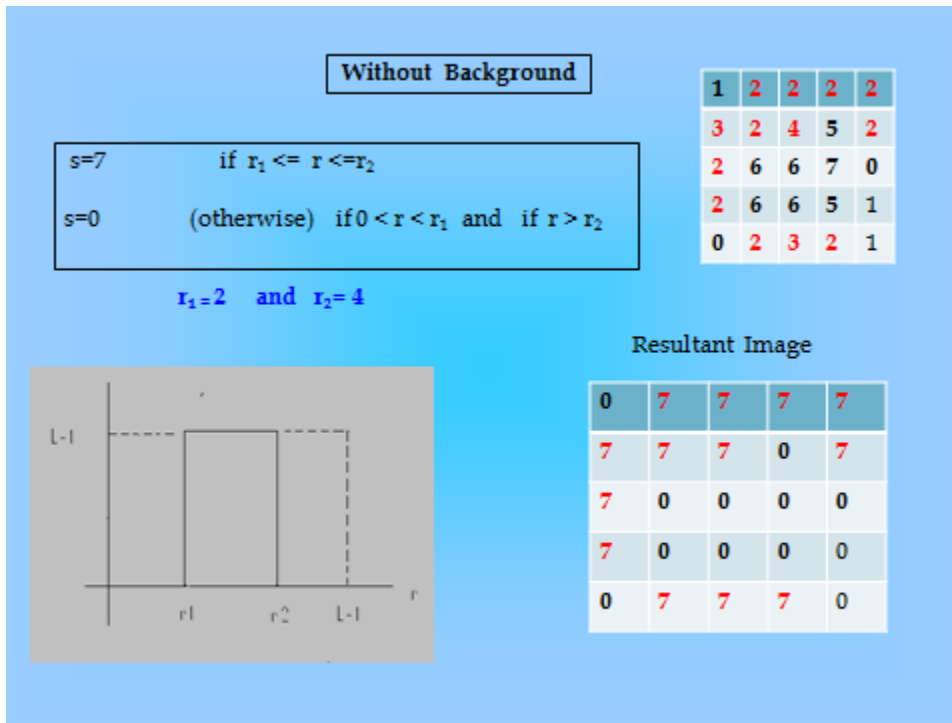 Without Background
1 2 2 2 2
3 2 4 5 2
2 6 6 7 0
2 6 6 5 1
0 2 3 2 1
s=7 if r₁ <= r <=r₂
s=0 (otherwise) if 0 < r < r₁ and if r > r₂
r₁ = 2 and r₂= 4
Resultant Image
0 7 7 7 7
7 7 7 0 7
7 0 0 0 0
7 0 0 0 0
0 7 7 7 0
L-1
r1 r2 L-1 r